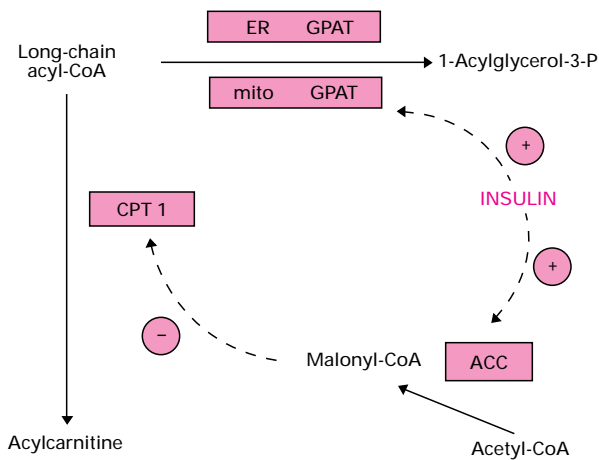 ER GPAT
Long-chain
acyl-CoA
1-Acylglycerol-3-P
mito GPAT
+
INSULIN
CPT 1
+
−
Malonyl-CoA
ACC
Acylcarnitine
Acetyl-CoA